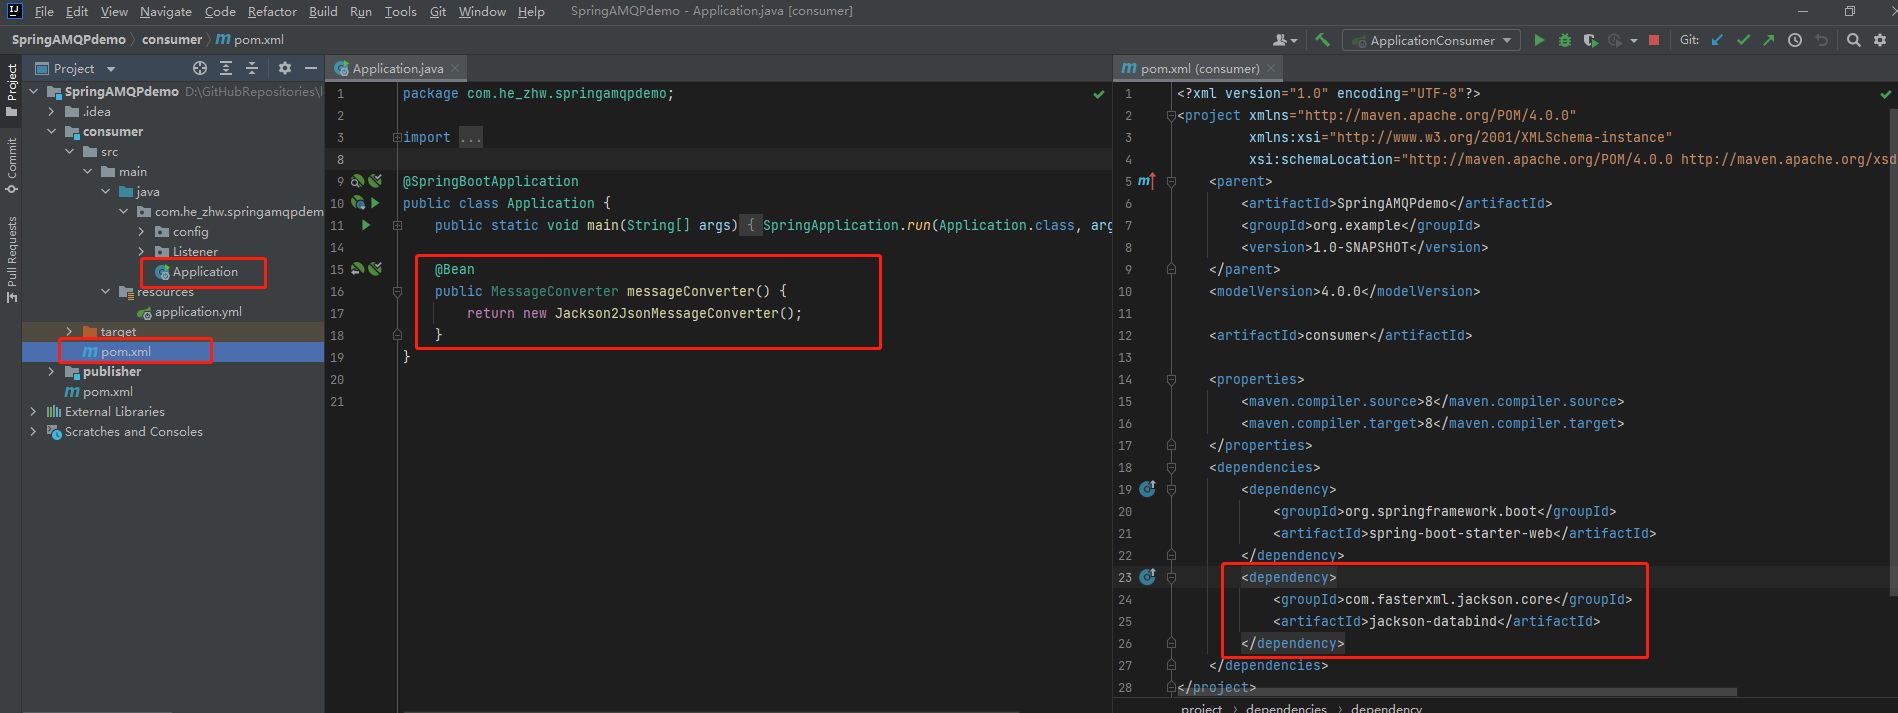 File Edit View Navigate Code Refactor Build Run Tools Git Window Help SpringAMQPdemo - Application.java [consumer]
SpringAMQPdemo consumer pom.xml
ApplicationConsumer Git:
Project
Commit
Pull Requests
Project
SpringAMQPdemo D:\GitHubRepositories\
.idea
consumer
src
main
java
com.he_zhw.springamqpdem
config
Listener
Application
resources
application.yml
target
pom.xml
publisher
pom.xml
External Libraries
Scratches and Consoles
Application.java
1 package com.he_zhw.springamqpdemo;
2
3 import ...
8
9 @SpringBootApplication
10 public class Application {
11 public static void main(String[] args) { SpringApplication.run(Application.class, arg
14
15 @Bean
16 public MessageConverter messageConverter() {
17 return new Jackson2JsonMessageConverter();
18 }
19 }
20
21
pom.xml (consumer)
1 <?xml version="1.0" encoding="UTF-8"?>
2 <project xmlns="http://maven.apache.org/POM/4.0.0"
3 xmlns:xsi="http://www.w3.org/2001/XMLSchema-instance"
4 xsi:schemaLocation="http://maven.apache.org/POM/4.0.0 http://maven.apache.org/xsd
5 <parent>
6 <artifactId>SpringAMQPdemo</artifactId>
7 <groupId>org.example</groupId>
8 <version>1.0-SNAPSHOT</version>
9 </parent>
10 <modelVersion>4.0.0</modelVersion>
11
12 <artifactId>consumer</artifactId>
13
14 <properties>
15 <maven.compiler.source>8</maven.compiler.source>
16 <maven.compiler.target>8</maven.compiler.target>
17 </properties>
18 <dependencies>
19 <dependency>
20 <groupId>org.springframework.boot</groupId>
21 <artifactId>spring-boot-starter-web</artifactId>
22 </dependency>
23 <dependency>
24 <groupId>com.fasterxml.jackson.core</groupId>
25 <artifactId>jackson-databind</artifactId>
26 </dependency>
27 </dependencies>
28 </project>
project dependencies dependency